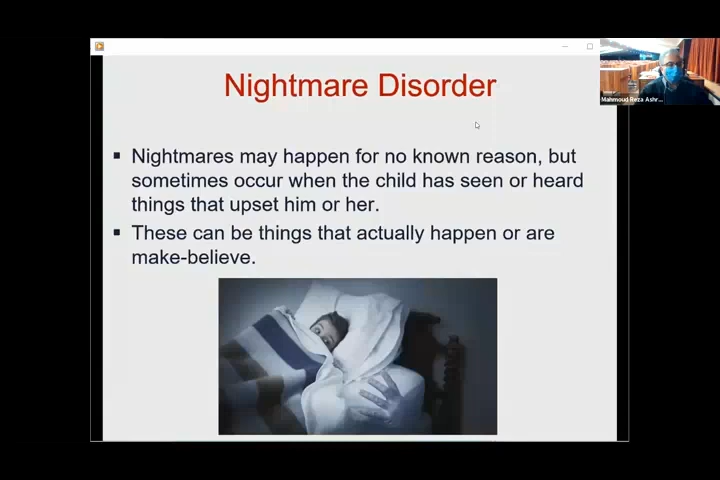 Nightmare Disorder
Mahmoud Reza Ashr...
▪ Nightmares may happen for no known reason, but
sometimes occur when the child has seen or heard
things that upset him or her.
▪ These can be things that actually happen or are
make-believe.